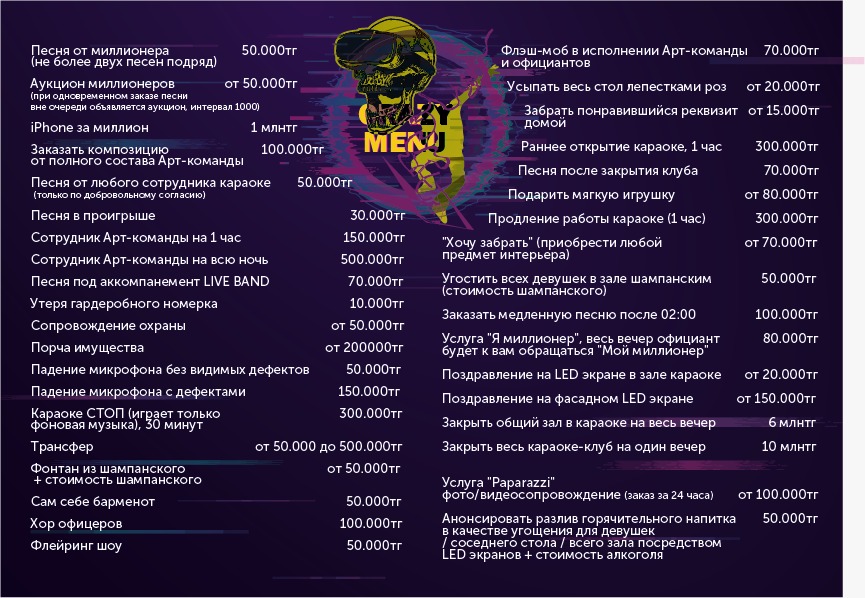 CRAZY
MENU
Песня от миллионера 50.000тг
(не более двух песен подряд)
Аукцион миллионеров от 50.000тг
(при одновременном заказе песни
вне очереди объявляется аукцион, интервал 1000)
iPhone за миллион 1 млнтг
Заказать композицию 100.000тг
от полного состава Арт-команды
Песня от любого сотрудника караоке 50.000тг
(только по добровольному согласию)
Песня в проигрыше 30.000тг
Сотрудник Арт-команды на 1 час 150.000тг
Сотрудник Арт-команды на всю ночь 500.000тг
Песня под аккомпанемент LIVE BAND 70.000тг
Утеря гардеробного номерка 10.000тг
Сопровождение охраны от 50.000тг
Порча имущества от 200000тг
Падение микрофона без видимых дефектов 50.000тг
Падение микрофона с дефектами 150.000тг
Караоке СТОП (играет только 300.000тг
фоновая музыка), 30 минут
Трансфер от 50.000 до 500.000тг
Фонтан из шампанского от 50.000тг
+ стоимость шампанского
Сам себе барменот 50.000тг
Хор офицеров 100.000тг
Флейринг шоу 50.000тг
Флэш-моб в исполнении Арт-команды 70.000тг
и официантов
Усыпать весь стол лепестками роз от 20.000тг
Забрать понравившийся реквизит от 15.000тг
домой
Раннее открытие караоке, 1 час 300.000тг
Песня после закрытия клуба 70.000тг
Подарить мягкую игрушку от 80.000тг
Продление работы караоке (1 час) 300.000тг
"Хочу забрать" (приобрести любой от 70.000тг
предмет интерьера)
Угостить всех девушек в зале шампанским 50.000тг
(стоимость шампанского)
Заказать медленную песню после 02:00 100.000тг
Услуга "Я миллионер", весь вечер официант 80.000тг
будет к вам обращаться "Мой миллионер"
Поздравление на LED экране в зале караоке от 20.000тг
Поздравление на фасадном LED экране от 150.000тг
Закрыть общий зал в караоке на весь вечер 6 млнтг
Закрыть весь караоке-клуб на один вечер 10 млнтг
Услуга "Paparazzi"
фото/видеосопровождение (заказ за 24 часа) от 100.000тг
Анонсировать разлив горячительного напитка 50.000тг
в качестве угощения для девушек
/ соседнего стола / всего зала посредством
LED экранов + стоимость алкоголя